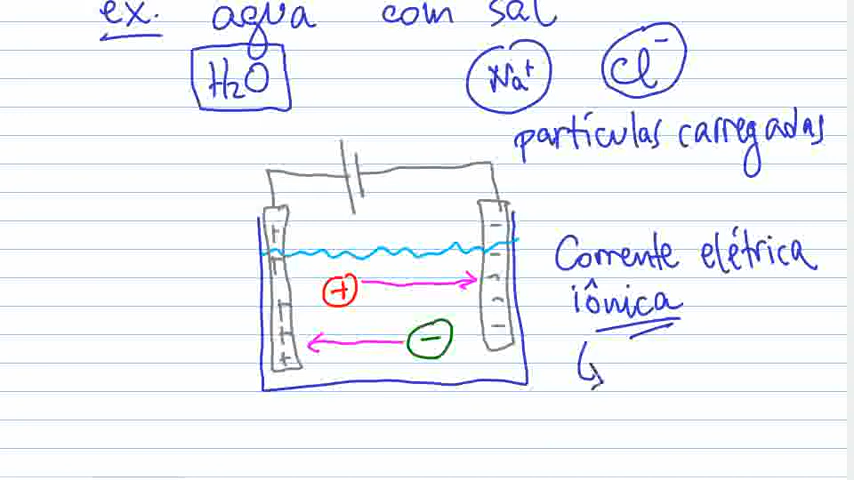 ex. agua com sal
H₂O Na⁺ Cl⁻
partículas carregadas
+ + + + +
- - - - -
+
-
Corrente elétrica
iônica